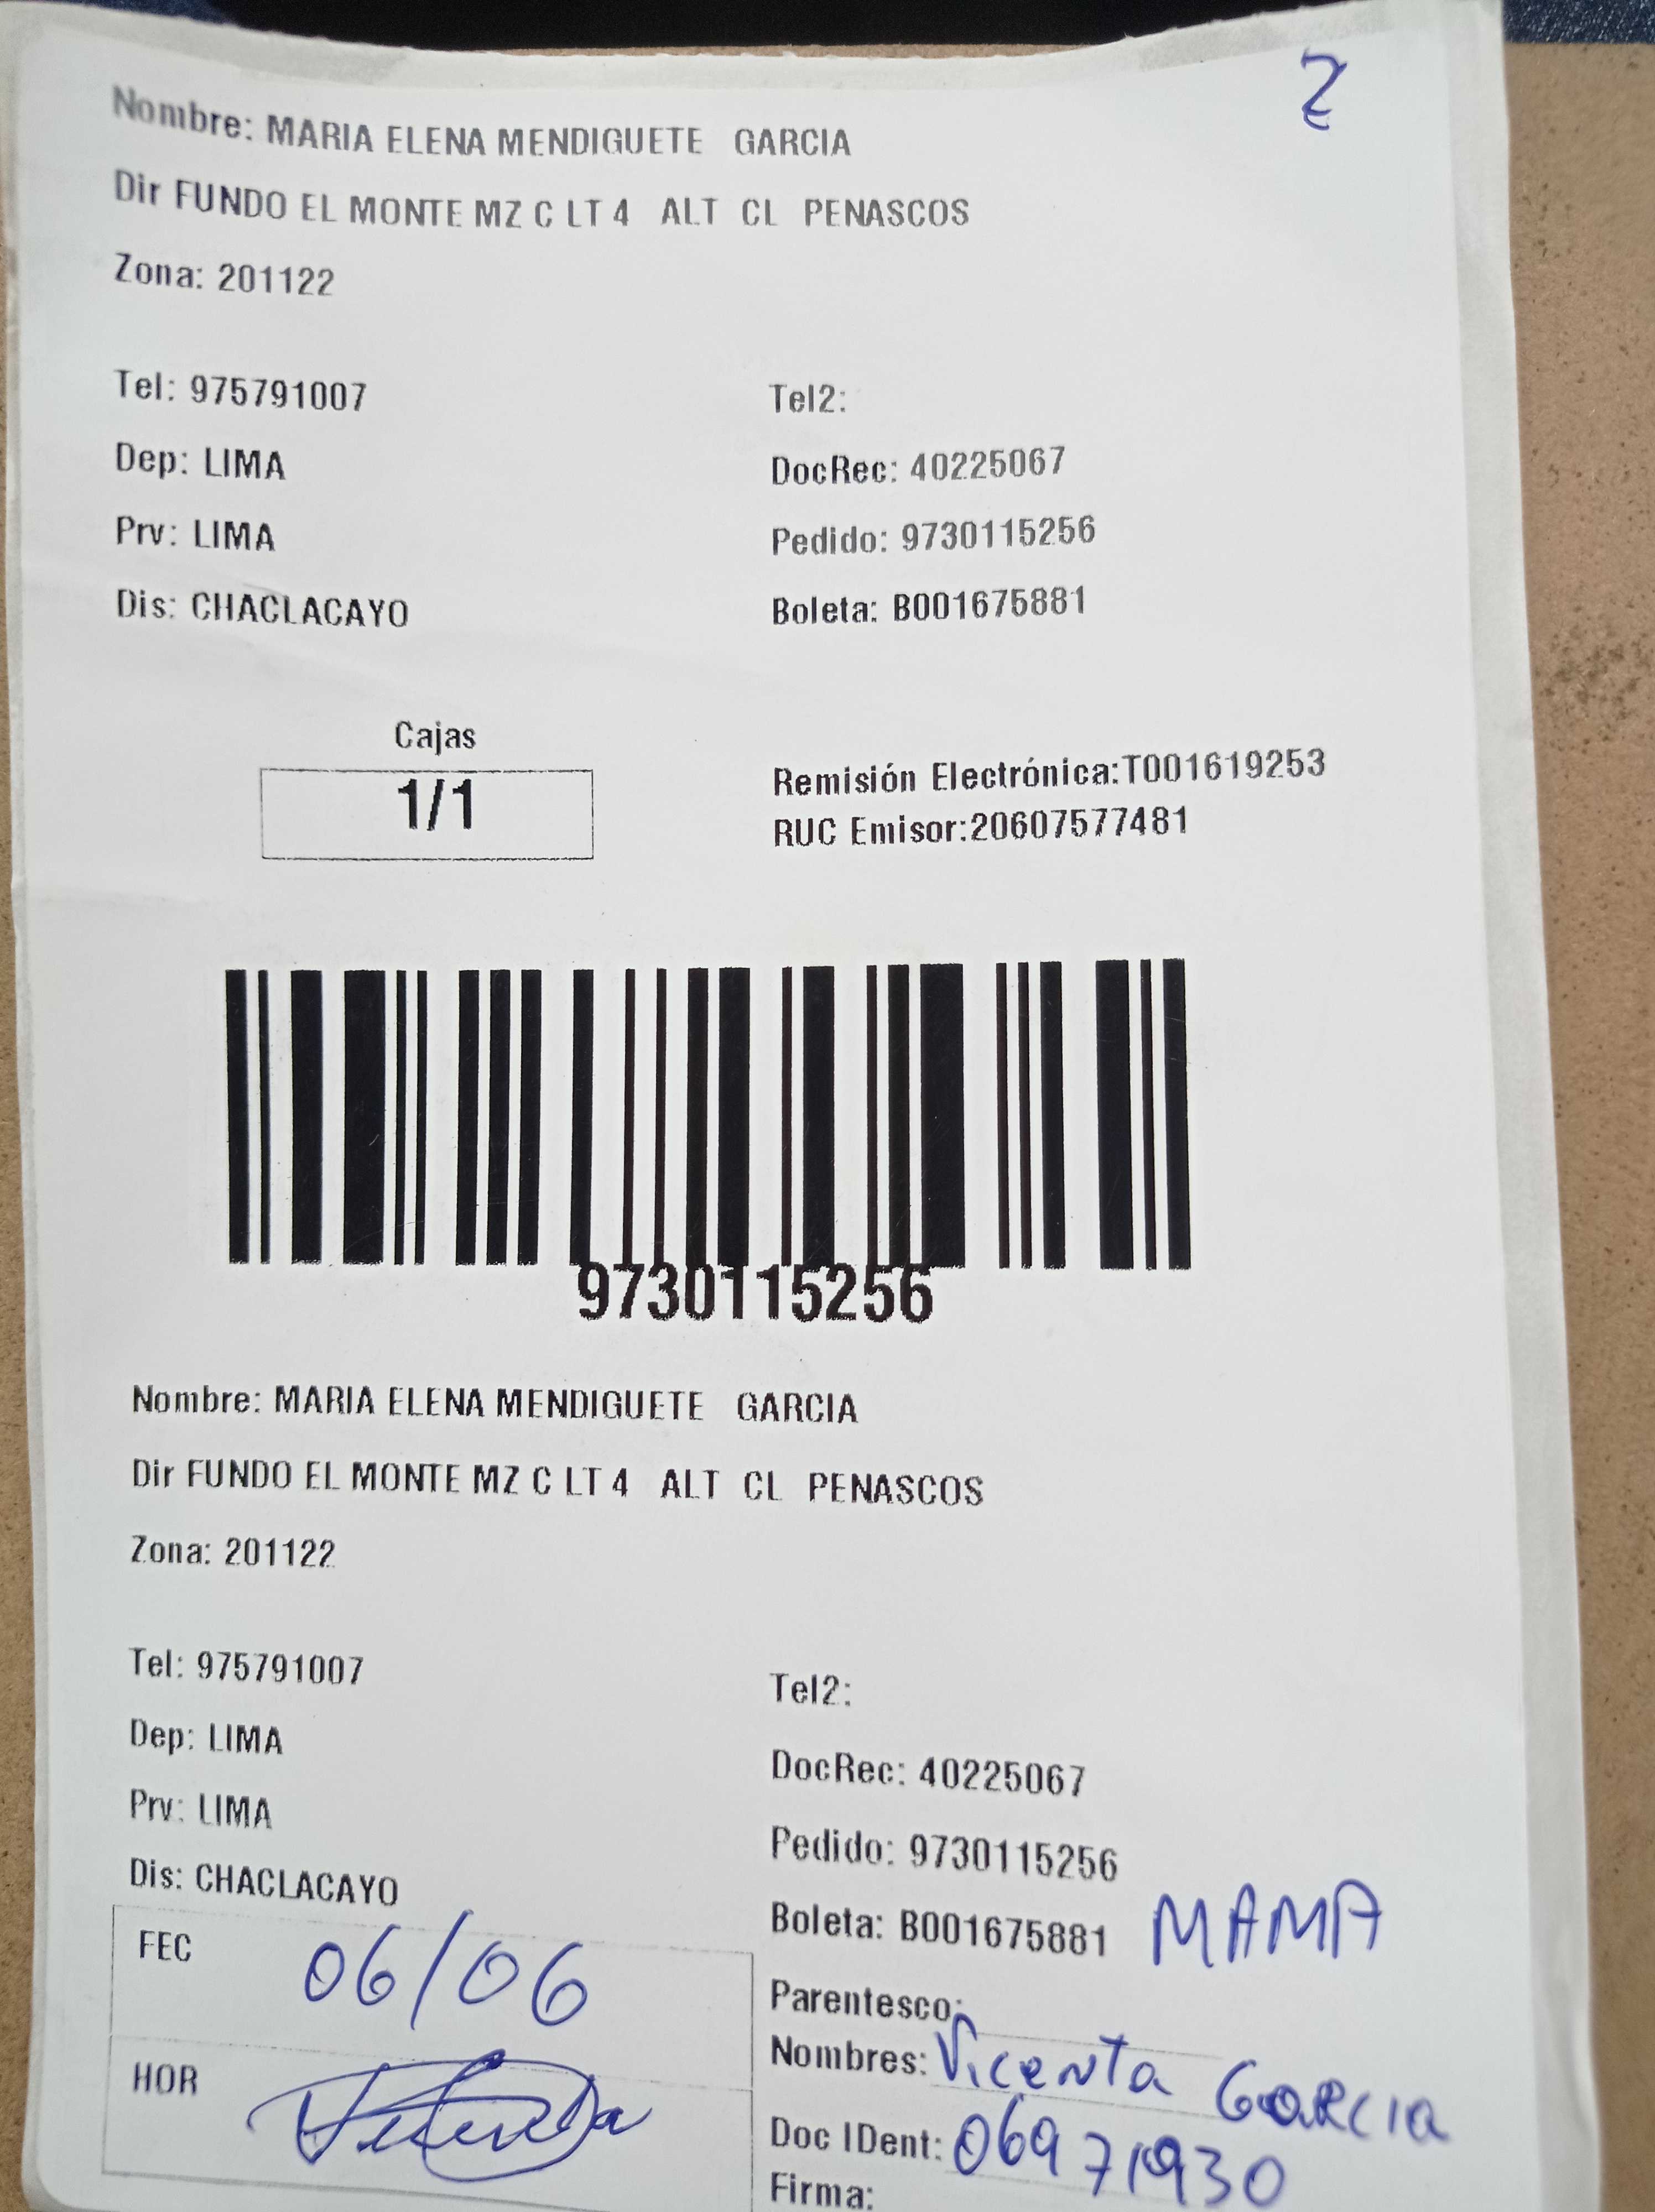 2
Nombre: MARIA ELENA MENDIGUETE GARCIA
Dir FUNDO EL MONTE MZ C LT 4 ALT CL PENASCOS
Zona: 201122
Tel: 975791007 Tel2:
Dep: LIMA DocRec: 40225067
Prv: LIMA Pedido: 9730115256
Dis: CHACLACAYO Boleta: B001675881
Cajas
1/1
Remisión Electrónica:T001619253
RUC Emisor:20607577481
9730115256
Nombre: MARIA ELENA MENDIGUETE GARCIA
Dir FUNDO EL MONTE MZ C LT 4 ALT CL PENASCOS
Zona: 201122
Tel: 975791007 Tel2:
Dep: LIMA DocRec: 40225067
Prv: LIMA Pedido: 9730115256
Dis: CHACLACAYO Boleta: B001675881
FEC 06/06 MAMA
Parentesco:
Nombres: Vicenta GARCIA
HOR
Doc IDent: 06971930
Firma: